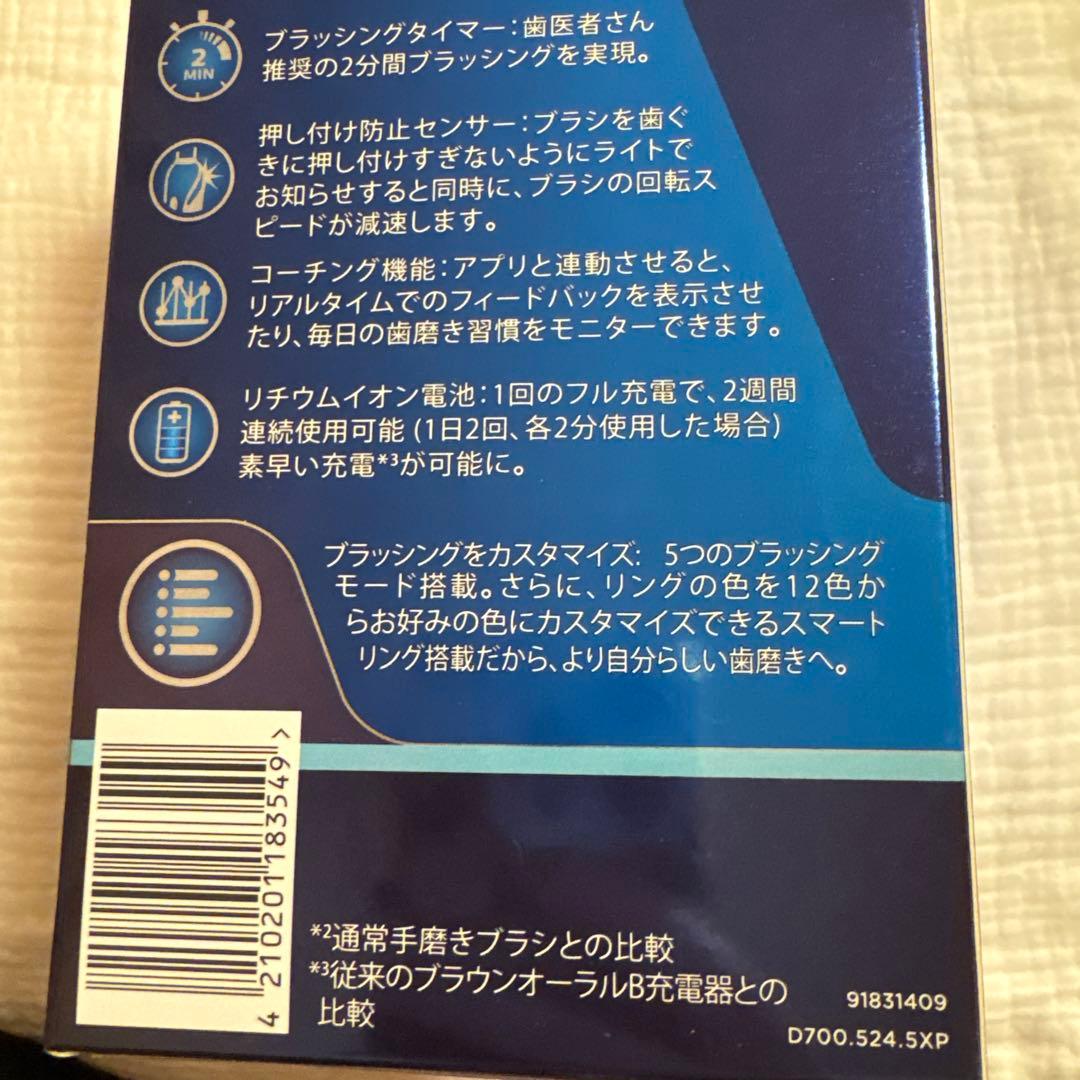 2
MIN
ブラッシングタイマー：歯医者さん
推奨の2分間ブラッシングを実現。
押し付け防止センサー：ブラシを歯ぐ
きに押し付けすぎないようにライトで
お知らせすると同時に、ブラシの回転ス
ピードが減速します。
コーチング機能：アプリと連動させると、
リアルタイムでのフィードバックを表示させ
たり、毎日の歯磨き習慣をモニターできます。
リチウムイオン電池：1回のフル充電で、2週間
連続使用可能 (1日2回、各2分使用した場合)
素早い充電*3が可能に。
ブラッシングをカスタマイズ: 5つのブラッシング
モード搭載。さらに、リングの色を12色か
らお好みの色にカスタマイズできるスマート
リング搭載だから、より自分らしい歯磨きへ。
4 210201183549 >
*2通常手磨きブラシとの比較
*3従来のブラウンオーラルB充電器との
比較
91831409
D700.524.5XP